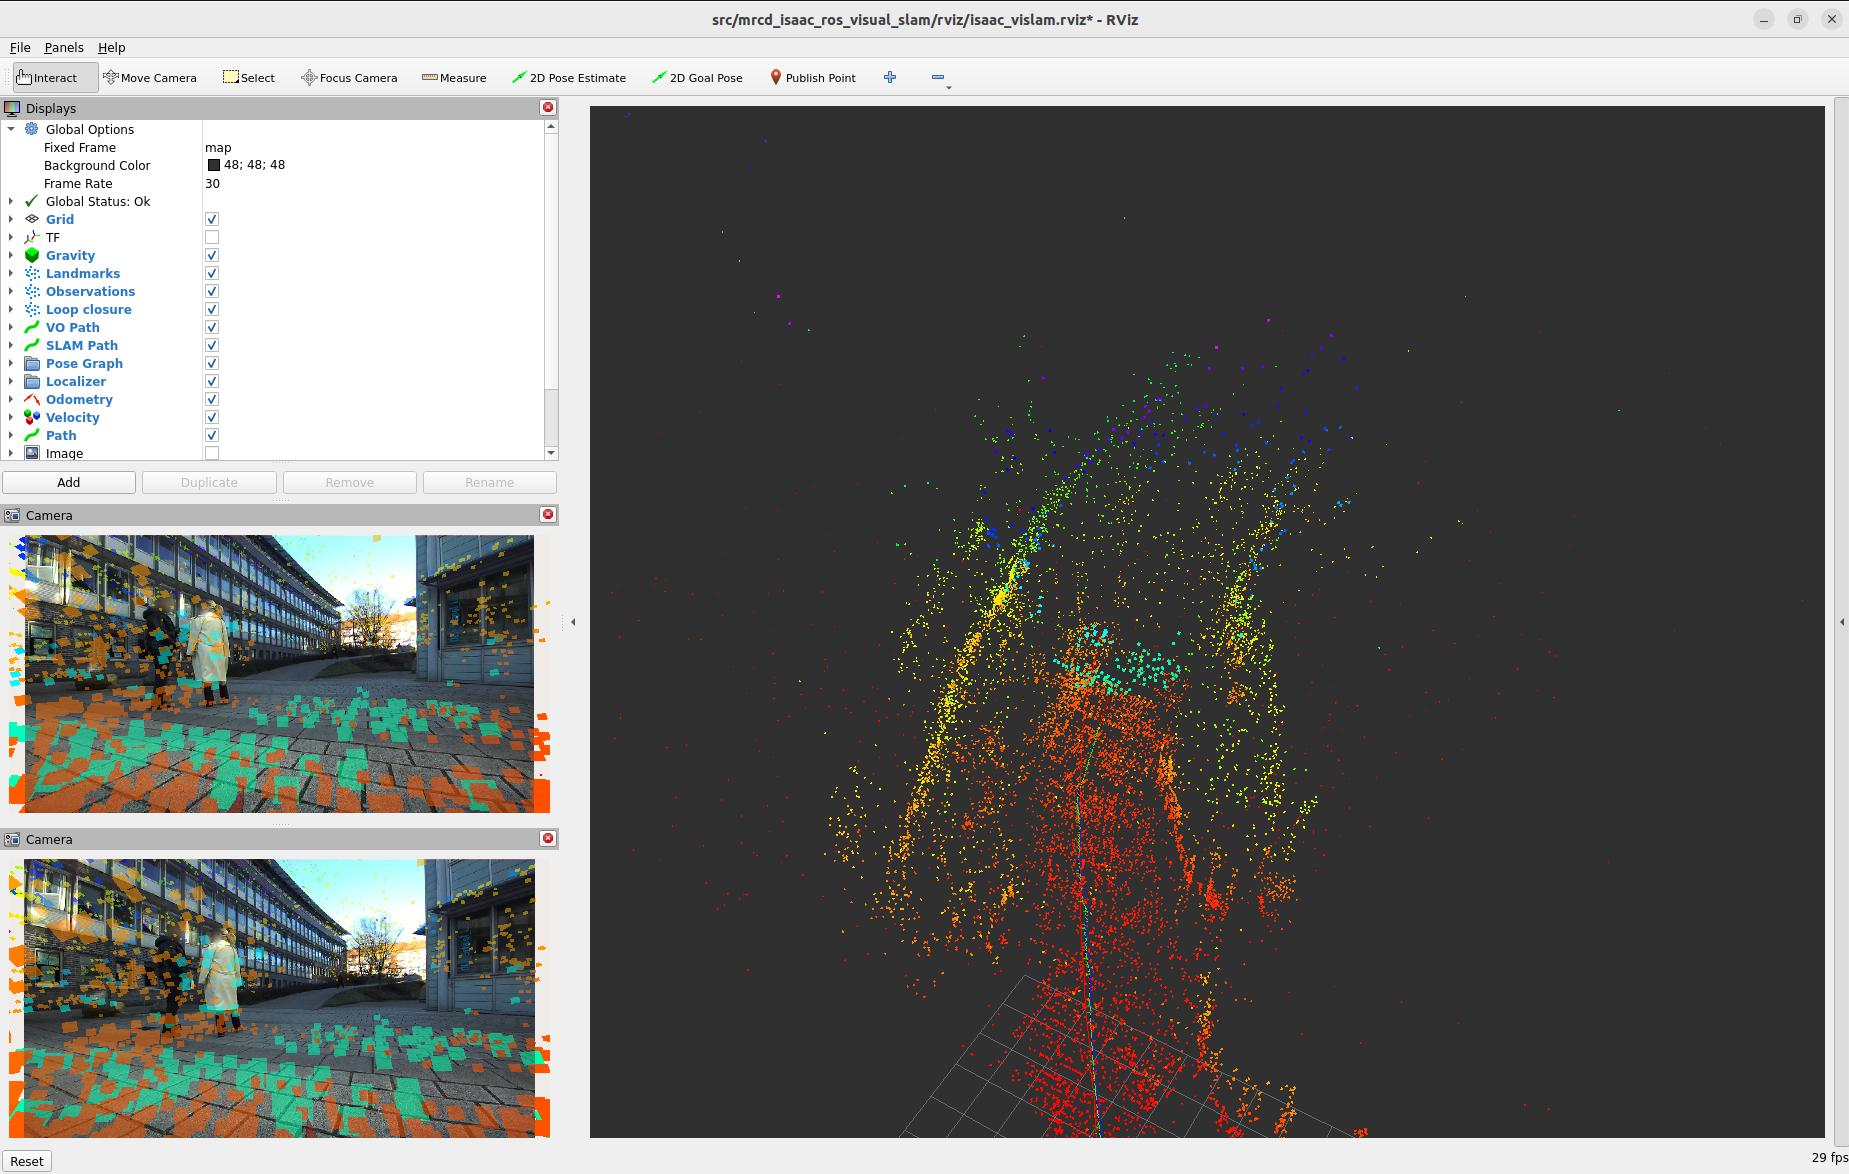 src/mrcd_isaac_ros_visual_slam/rviz/isaac_vislam.rviz* - RViz
File Panels Help
Interact Move Camera Select Focus Camera Measure 2D Pose Estimate 2D Goal Pose Publish Point
Displays
Global Options
Fixed Frame map
Background Color 48; 48; 48
Frame Rate 30
Global Status: Ok
Grid
TF
Gravity
Landmarks
Observations
Loop closure
VO Path
SLAM Path
Pose Graph
Localizer
Odometry
Velocity
Path
Image
Add Duplicate Remove Rename
Camera
Camera
Reset
29 fps